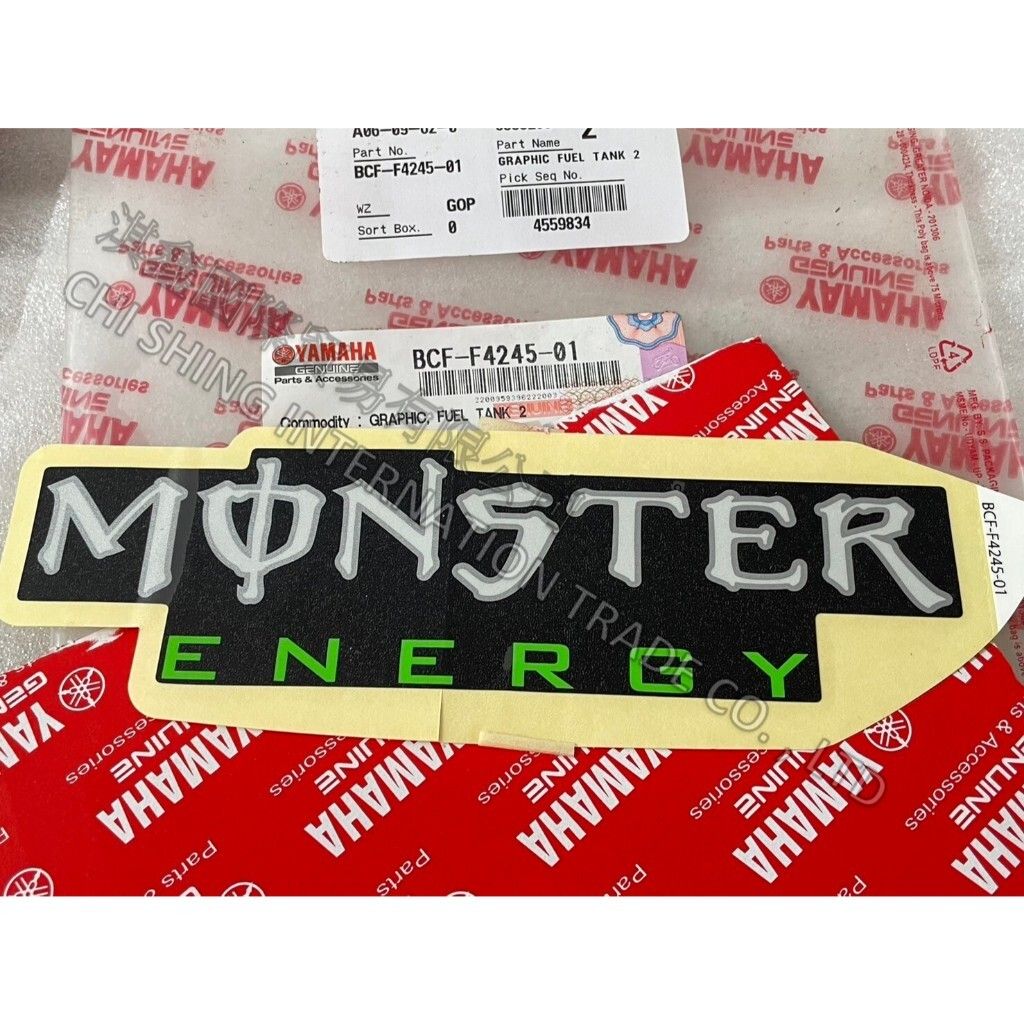 A06-09-02-0
Part No.
BCF-F4245-01
WZ GOP
Sort Box. 0
2
Part Name
GRAPHIC FUEL TANK 2
Pick Seq No.
4559834
YAMAHA
GENUINE
Parts & Accessories
BCF-F4245-01
Commodity : GRAPHIC, FUEL TANK 2
MONSTER
ENERGY
BCF-F4245-01
YAMAHA
GENUINE
Parts & Accessories
CHI SHING INTERNATION TRADE CO., LTD